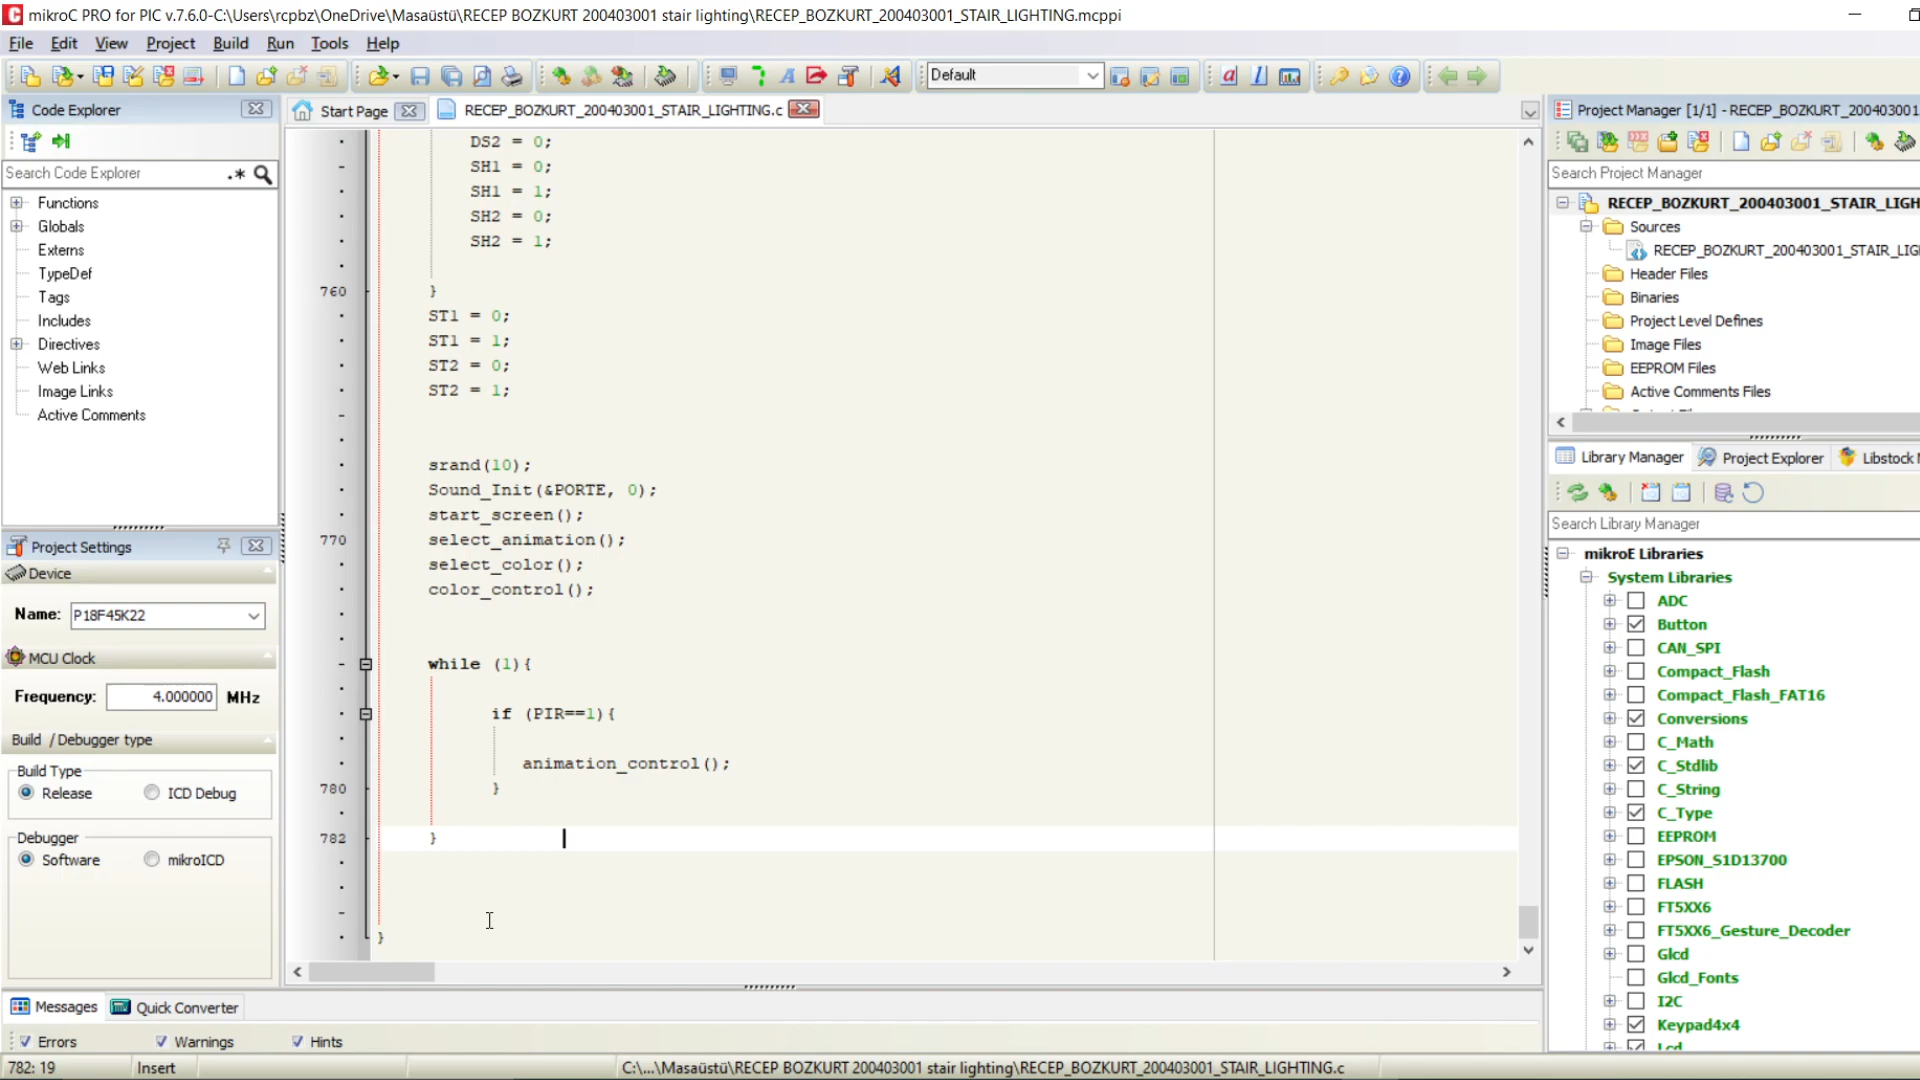 mikroC PRO for PIC v.7.6.0-C:\Users\rcpbz\OneDrive\Masaüstü\RECEP BOZKURT 200403001 stair lighting\RECEP_BOZKURT_200403001_STAIR_LIGHTING.mcppi
File Edit View Project Build Run Tools Help
Default
Code Explorer
Search Code Explorer
Functions
Globals
Externs
TypeDef
Tags
Includes
Directives
Web Links
Image Links
Active Comments
Project Settings
Device
Name: P18F45K22
MCU Clock
Frequency: 4.000000 MHz
Build / Debugger type
Build Type
Release ICD Debug
Debugger
Software mikroICD
Start Page RECEP_BOZKURT_200403001_STAIR_LIGHTING.c
DS2 = 0;
SH1 = 0;
SH1 = 1;
SH2 = 0;
SH2 = 1;
760 }
ST1 = 0;
ST1 = 1;
ST2 = 0;
ST2 = 1;
srand(10);
Sound_Init(&PORTE, 0);
start_screen();
770 select_animation();
select_color();
color_control();
while (1){
if (PIR==1){
animation_control();
780 }
782 }
}
Project Manager [1/1] - RECEP_BOZKURT_200403001
Search Project Manager
RECEP_BOZKURT_200403001_STAIR_LIGH
Sources
RECEP_BOZKURT_200403001_STAIR_LIG
Header Files
Binaries
Project Level Defines
Image Files
EEPROM Files
Active Comments Files
Library Manager Project Explorer Libstock
Search Library Manager
mikroE Libraries
System Libraries
ADC
Button
CAN_SPI
Compact_Flash
Compact_Flash_FAT16
Conversions
C_Math
C_Stdlib
C_String
C_Type
EEPROM
EPSON_S1D13700
FLASH
FT5XX6
FT5XX6_Gesture_Decoder
Glcd
Glcd_Fonts
I2C
Keypad4x4
Lcd
Messages Quick Converter
Errors Warnings Hints
782: 19 Insert C:\...\Masaüstü\RECEP BOZKURT 200403001 stair lighting\RECEP_BOZKURT_200403001_STAIR_LIGHTING.c